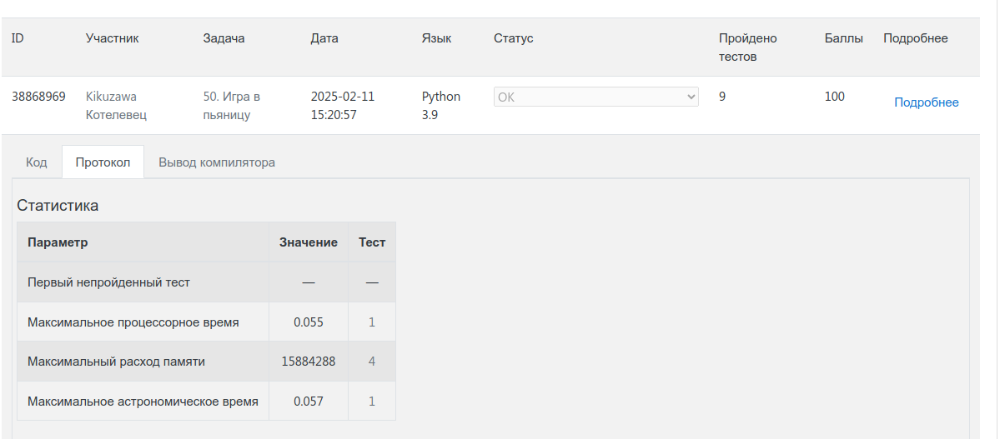 ID Участник Задача Дата Язык Статус Пройдено тестов Баллы Подробнее
38868969 Kikuzawa Котелевец 50. Игра в пьяницу 2025-02-11 15:20:57 Python 3.9 OK 9 100 Подробнее
Код Протокол Вывод компилятора
Статистика
Параметр Значение Тест
Первый непройденный тест — —
Максимальное процессорное время 0.055 1
Максимальный расход памяти 15884288 4
Максимальное астрономическое время 0.057 1